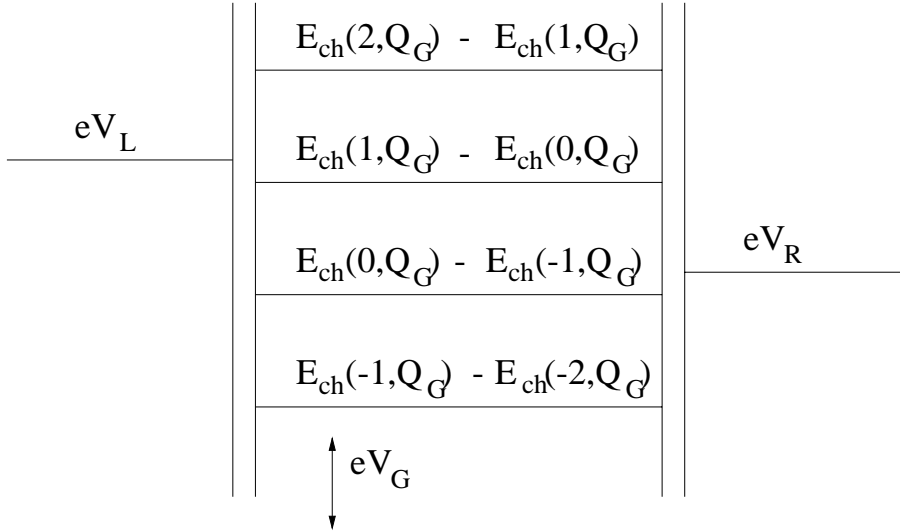 E_ch(2,Q_G) - E_ch(1,Q_G)
eV_L
E_ch(1,Q_G) - E_ch(0,Q_G)
eV_R
E_ch(0,Q_G) - E_ch(-1,Q_G)
E_ch(-1,Q_G) - E_ch(-2,Q_G)
eV_G